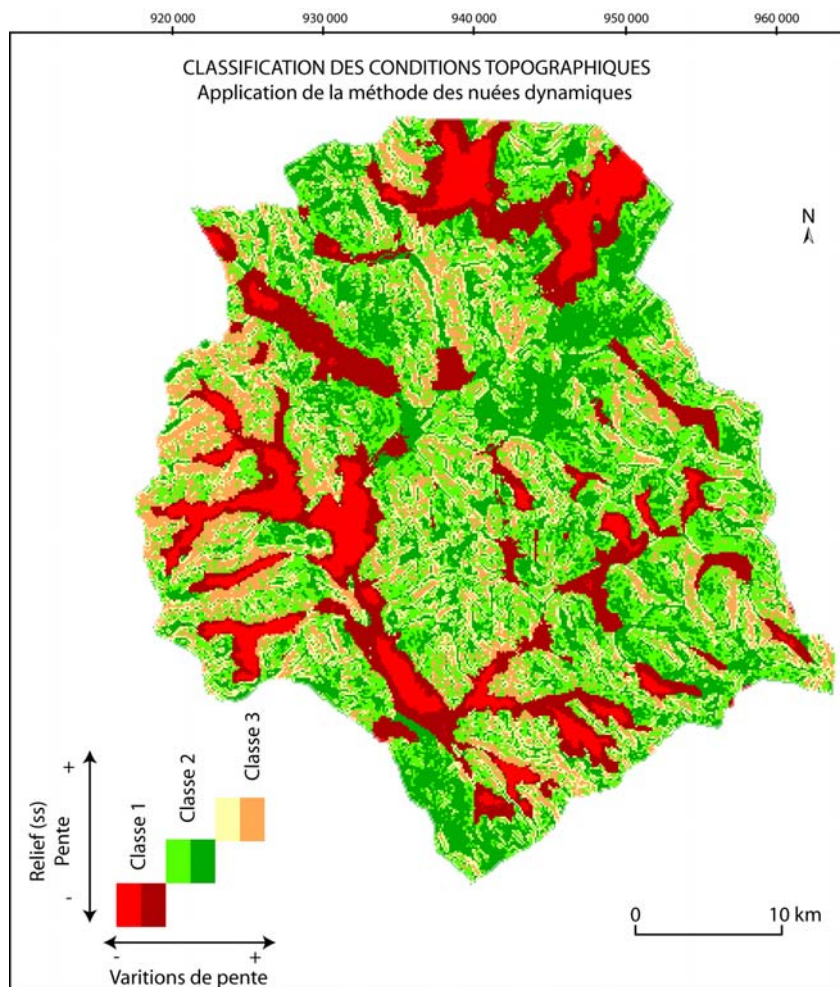 920 000 930 000 940 000 950 000 960 000
CLASSIFICATION DES CONDITIONS TOPOGRAPHIQUES
Application de la méthode des nuées dynamiques
N
Classe 3
Classe 2
Classe 1
+
Relief (ss)
Pente
-
- +
Varitions de pente
0 10 km